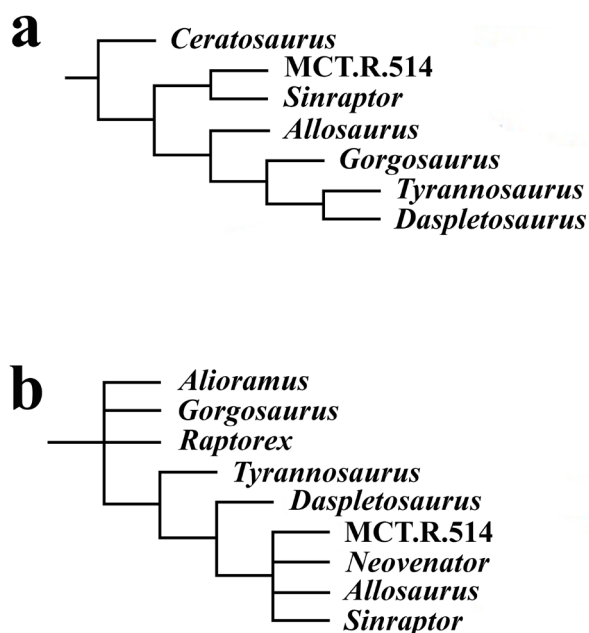 a
Ceratosaurus
MCT.R.514
Sinraptor
Allosaurus
Gorgosaurus
Tyrannosaurus
Daspletosaurus
b
Alioramus
Gorgosaurus
Raptorex
Tyrannosaurus
Daspletosaurus
MCT.R.514
Neovenator
Allosaurus
Sinraptor